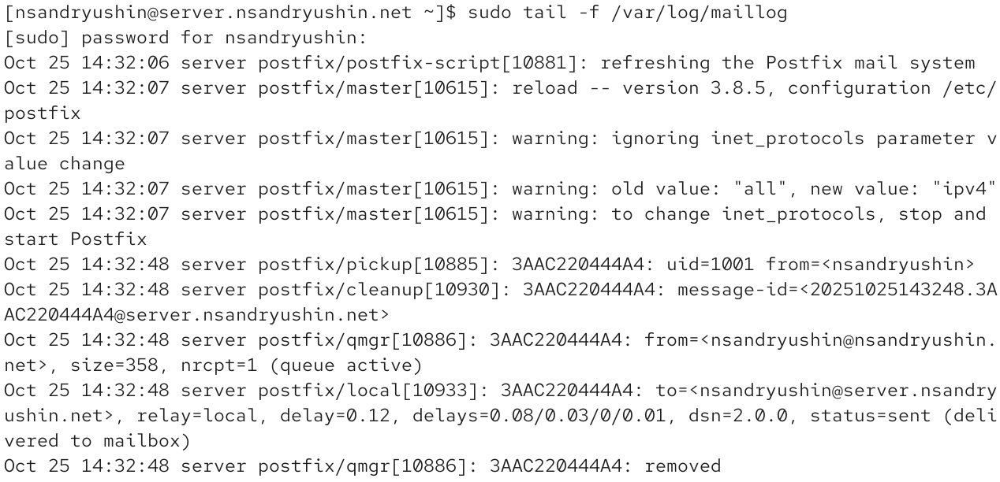 [nsandryushin@server.nsandryushin.net ~]$ sudo tail -f /var/log/maillog
[sudo] password for nsandryushin:
Oct 25 14:32:06 server postfix/postfix-script[10881]: refreshing the Postfix mail system
Oct 25 14:32:07 server postfix/master[10615]: reload -- version 3.8.5, configuration /etc/
postfix
Oct 25 14:32:07 server postfix/master[10615]: warning: ignoring inet_protocols parameter v
alue change
Oct 25 14:32:07 server postfix/master[10615]: warning: old value: "all", new value: "ipv4"
Oct 25 14:32:07 server postfix/master[10615]: warning: to change inet_protocols, stop and
start Postfix
Oct 25 14:32:48 server postfix/pickup[10885]: 3AAC220444A4: uid=1001 from=<nsandryushin>
Oct 25 14:32:48 server postfix/cleanup[10930]: 3AAC220444A4: message-id=<20251025143248.3A
AC220444A4@server.nsandryushin.net>
Oct 25 14:32:48 server postfix/qmgr[10886]: 3AAC220444A4: from=<nsandryushin@nsandryushin.
net>, size=358, nrcpt=1 (queue active)
Oct 25 14:32:48 server postfix/local[10933]: 3AAC220444A4: to=<nsandryushin@server.nsandry
ushin.net>, relay=local, delay=0.12, delays=0.08/0.03/0/0.01, dsn=2.0.0, status=sent (deli
vered to mailbox)
Oct 25 14:32:48 server postfix/qmgr[10886]: 3AAC220444A4: removed